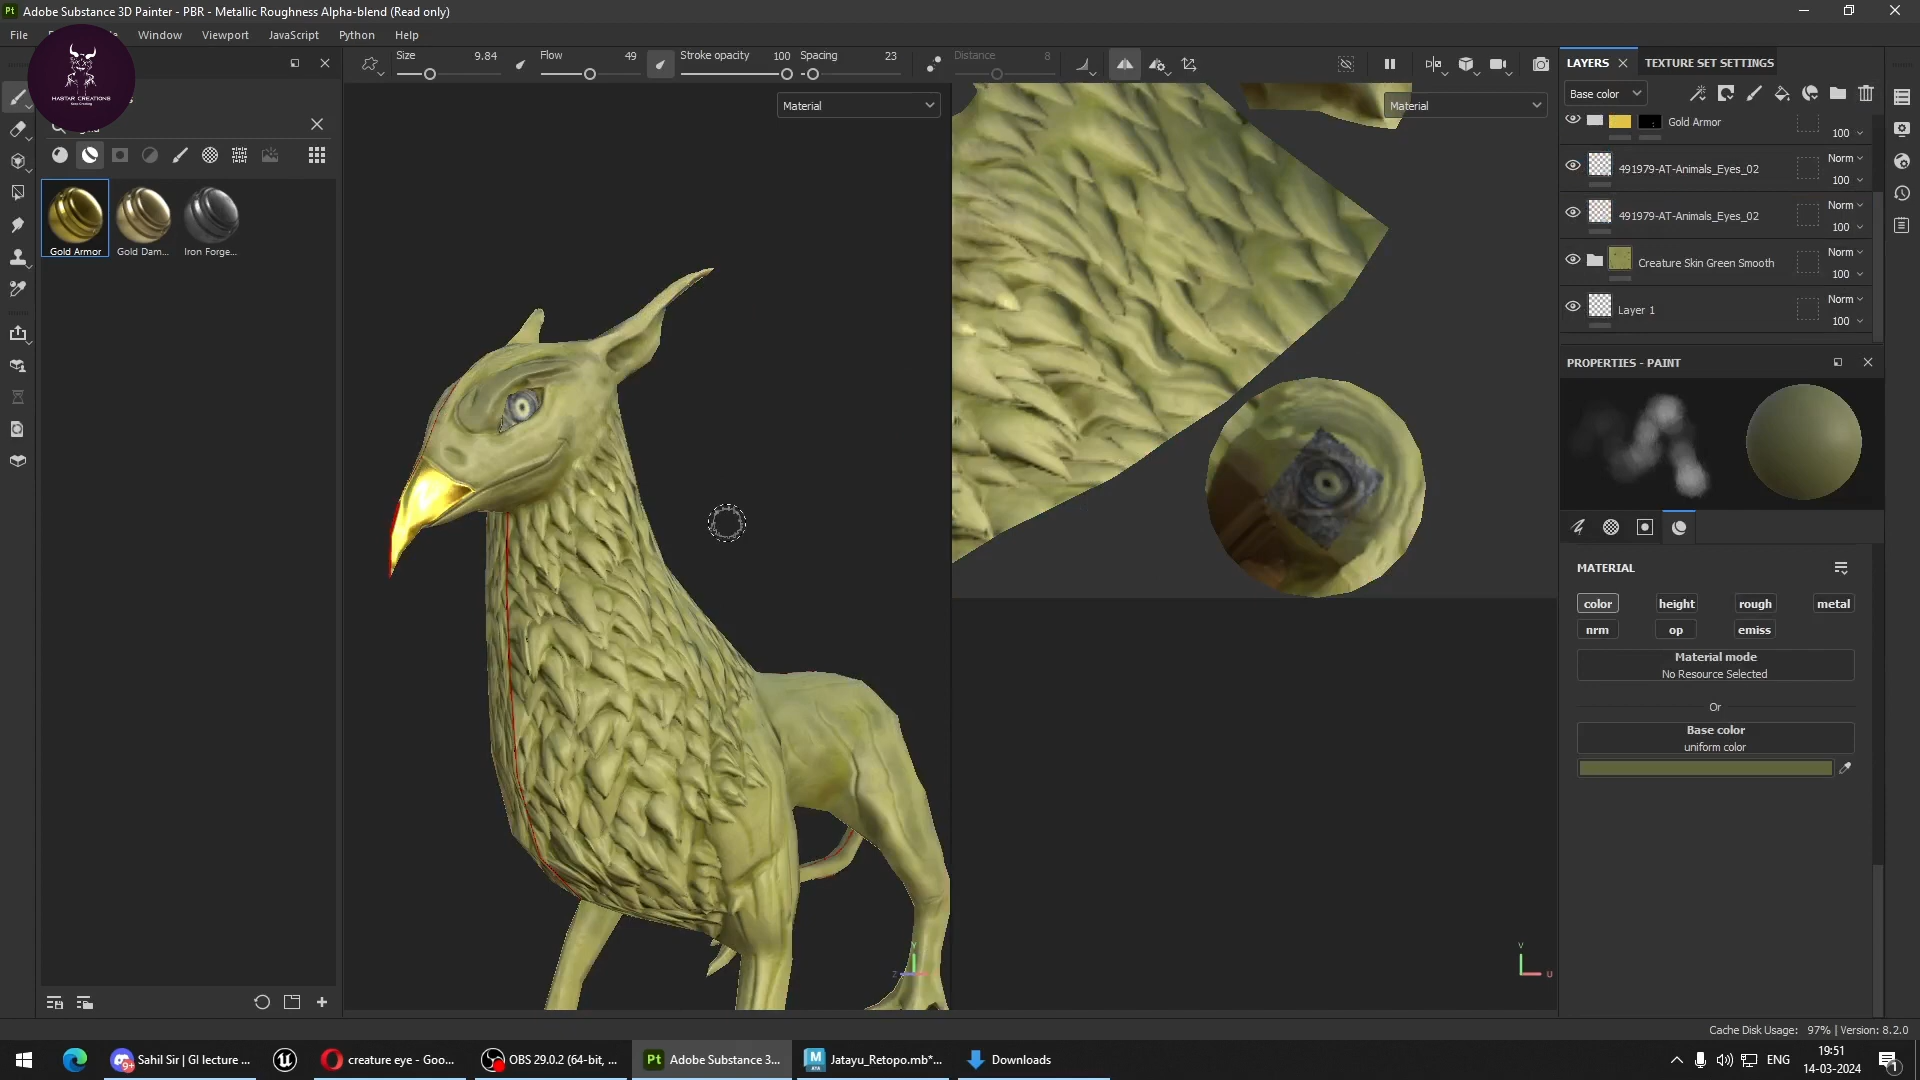 Adobe Substance 3D Painter - PBR - Metallic Roughness Alpha-blend (Read only)
File
Window
Viewport
JavaScript
Python
Help
HASTAR CREATIONS
Size 9.84
Flow 49
Stroke opacity 100
Spacing 23
Distance 8
Material
Material
Gold Armor
Gold Dam...
Iron Forge...
LAYERS
TEXTURE SET SETTINGS
Base color
Gold Armor
100
491979-AT-Animals_Eyes_02
Norm
100
491979-AT-Animals_Eyes_02
Norm
100
Creature Skin Green Smooth
Norm
100
Layer 1
Norm
100
PROPERTIES - PAINT
MATERIAL
color height rough metal
nrm op emiss
Material mode
No Resource Selected
Or
Base color
uniform color
Y
Z
V
U
Cache Disk Usage: 97% | Version: 8.2.0
9+
Sahil Sir | GI lecture ...
creature eye - Goo...
OBS 29.0.2 (64-bit, ...
Pt
Adobe Substance 3...
Jatayu_Retopo.mb*...
Downloads
ENG
19:51
14-03-2024
1